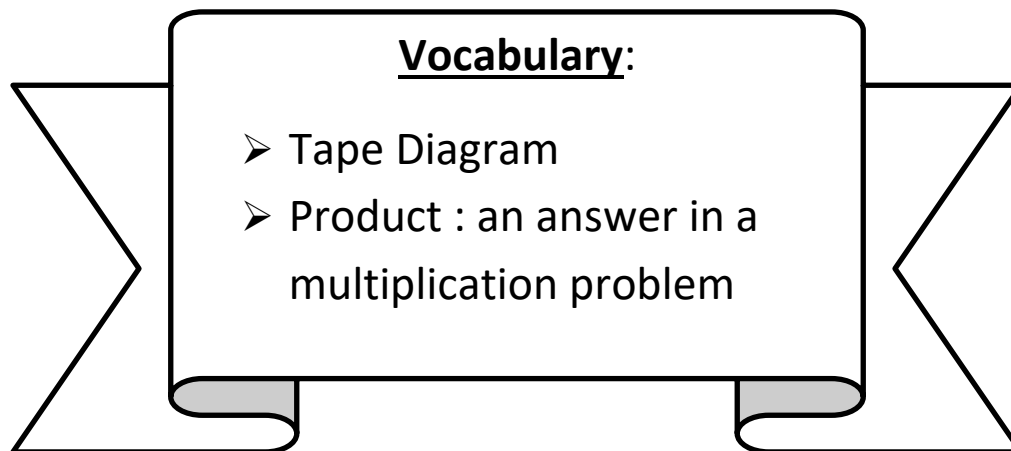 Vocabulary:
➢ Tape Diagram
➢ Product : an answer in a
multiplication problem